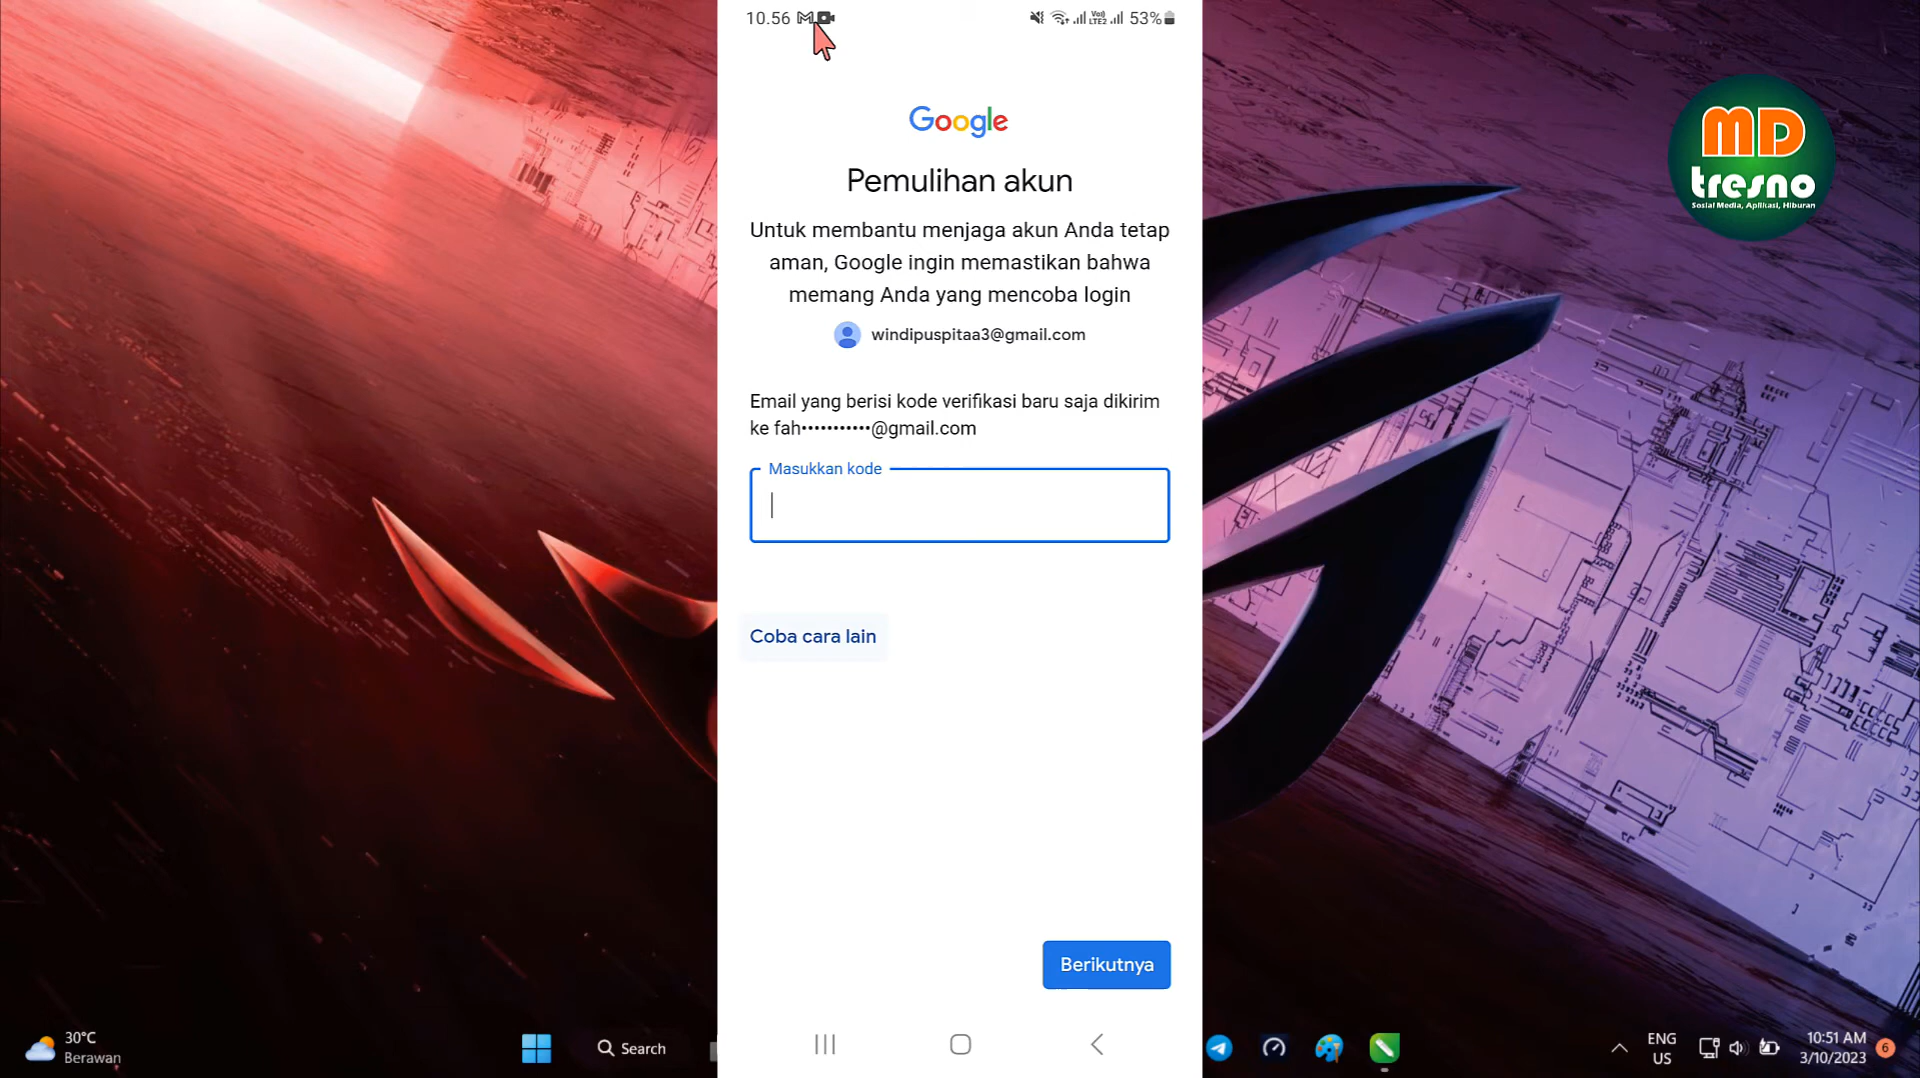 10.56
Voi)
LTE2
53%
Google
Pemulihan akun
Untuk membantu menjaga akun Anda tetap
aman, Google ingin memastikan bahwa
memang Anda yang mencoba login
windipuspitaa3@gmail.com
Email yang berisi kode verifikasi baru saja dikirim
ke fah•••••••••••@gmail.com
Masukkan kode
Coba cara lain
Berikutnya
MD
tresno
Sosial Media, Aplikasi, Hiburan
30°C
Berawan
Search
ENG
US
10:51 AM
3/10/2023
6